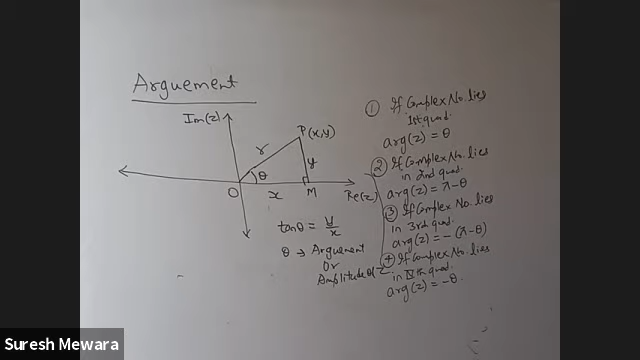 Arguement
Im(z)
P(x,y)
r
y
θ
O
x
M
Re(z)
tanθ = y/x
θ → Arguement
Or
Amplitude of Z
① If Complex No. lies
1st quad.
arg(z) = θ
② If Complex No. lies
in 2nd quad.
arg(z) = π-θ
③ If Complex No. lies
in 3rd quad.
arg(z) = -(π-θ)
④ If Complex No. lies
in IVth quad.
arg(z) = -θ.
Suresh Mewara